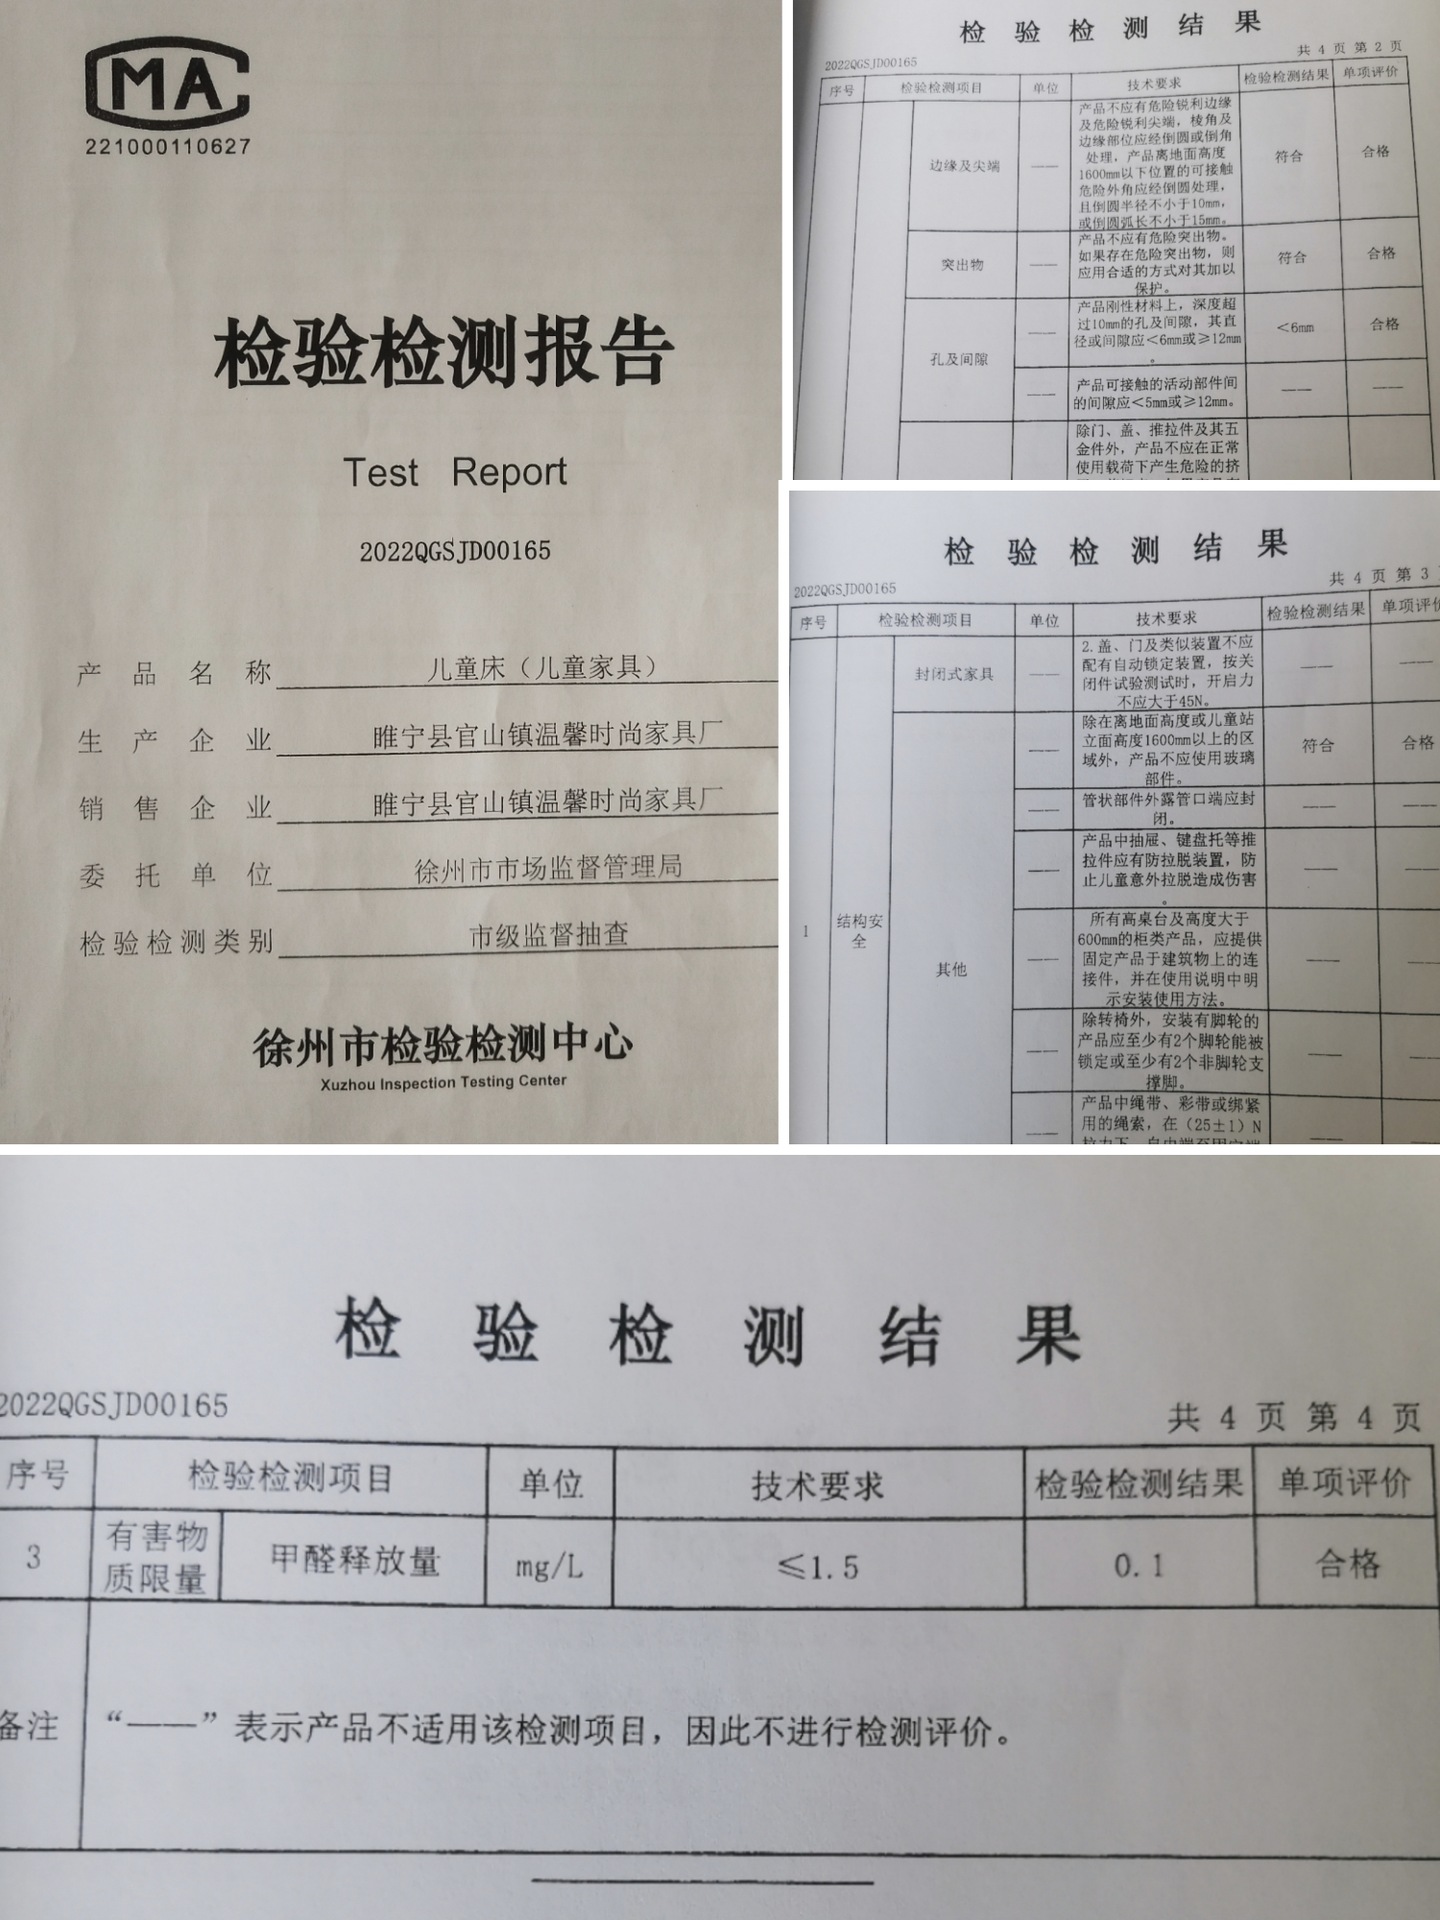 MA
221000110627
检验检测报告
Test Report
2022QGSJD00165
产品名称 儿童床（儿童家具）
生产企业 睢宁县官山镇温馨时尚家具厂
销售企业 睢宁县官山镇温馨时尚家具厂
委托单位 徐州市市场监督管理局
检验检测类别 市级监督抽查
徐州市检验检测中心
Xuzhou Inspection Testing Center
检验检测结果
2022QGSJD00165
共 4 页 第 2 页
序号 检验检测项目 单位 技术要求 检验检测结果 单项评价
边缘及尖端 ——
产品不应有危险锐利边缘
及危险锐利尖端，棱角及
边缘部位应经倒圆或倒角
处理，产品离地面高度
1600mm以下位置的可接触
危险外角应经倒圆处理，
且倒圆半径不小于10mm，
或倒圆弧长不小于15mm。
符合 合格
突出物 ——
产品不应有危险突出物。
如果存在危险突出物，则
应用合适的方式对其加以
保护。
符合 合格
孔及间隙
——
产品刚性材料上，深度超
过10mm的孔及间隙，其直
径或间隙应＜6mm或≥12mm
。
＜6mm 合格
——
产品可接触的活动部件间
的间隙应＜5mm或≥12mm。
—— ——
除门、盖、推拉件及其五
金件外，产品不应在正常
使用载荷下产生危险的挤
检验检测结果
2022QGSJD00165
共 4 页 第 3
序号 检验检测项目 单位 技术要求 检验检测结果 单项评价
1
结构安
全
封闭式家具 ——
2.盖、门及类似装置不应
配有自动锁定装置，按关
闭件试验测试时，开启力
不应大于45N。
—— ——
其他
——
除在离地面高度或儿童站
立面高度1600mm以上的区
域外，产品不应使用玻璃
部件。
符合 合格
——
管状部件外露管口端应封
闭。
—— ——
——
产品中抽屉、键盘托等推
拉件应有防拉脱装置，防
止儿童意外拉脱造成伤害
。
—— ——
——
所有高桌台及高度大于
600mm的柜类产品，应提供
固定产品于建筑物上的连
接件，并在使用说明中明
示安装使用方法。
—— ——
——
除转椅外，安装有脚轮的
产品应至少有2个脚轮能被
锁定或至少有2个非脚轮支
撑脚。
—— ——
——
产品中绳带、彩带或绑紧
用的绳索，在（25±1）N
—— ——
检验检测结果
2022QGSJD00165
共 4 页 第 4 页
序号 检验检测项目 单位 技术要求 检验检测结果 单项评价
3
有害物
质限量
甲醛释放量 mg/L ≤1.5 0.1 合格
备注 “——”表示产品不适用该检测项目，因此不进行检测评价。